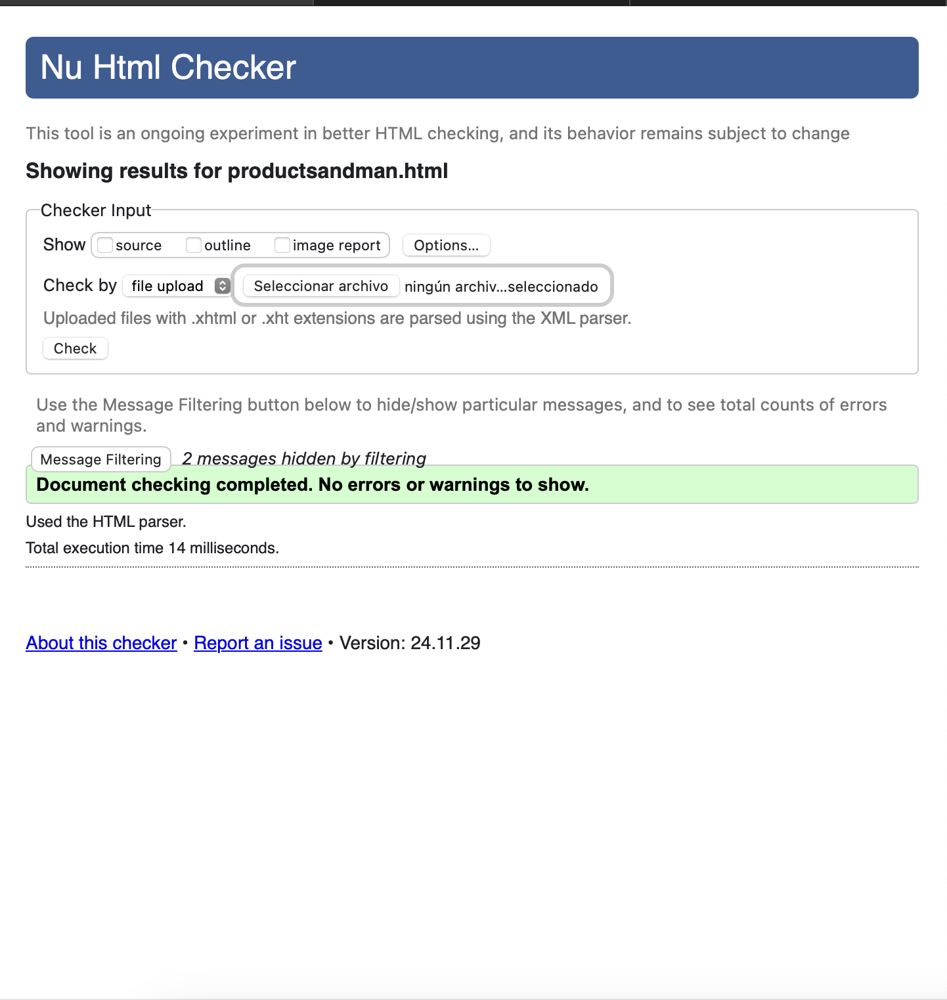 Nu Html Checker
This tool is an ongoing experiment in better HTML checking, and its behavior remains subject to change
Showing results for productsandman.html
Checker Input
Show source outline image report Options...
Check by file upload Seleccionar archivo ningún archiv...seleccionado
Uploaded files with .xhtml or .xht extensions are parsed using the XML parser.
Check
Use the Message Filtering button below to hide/show particular messages, and to see total counts of errors
and warnings.
Message Filtering 2 messages hidden by filtering
Document checking completed. No errors or warnings to show.
Used the HTML parser.
Total execution time 14 milliseconds.
About this checker • Report an issue • Version: 24.11.29